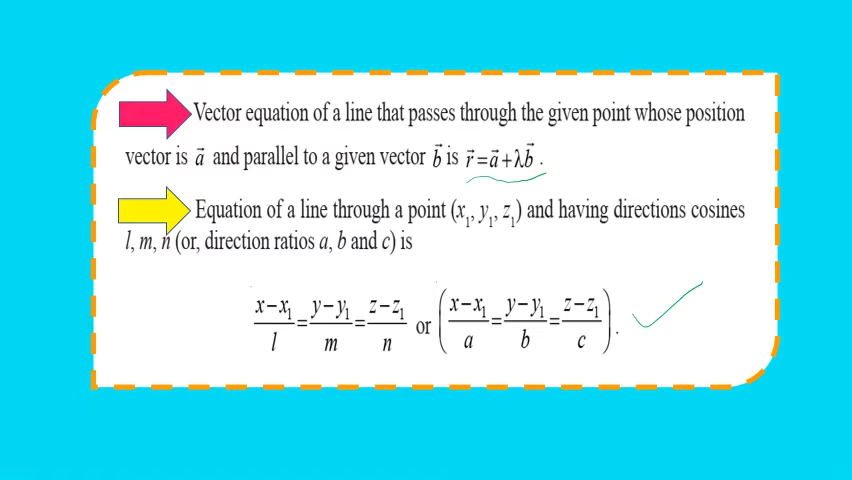 Vector equation of a line that passes through the given point whose position
vector is a⃗ and parallel to a given vector b⃗ is r⃗ = a⃗ + λb⃗ .
Equation of a line through a point (x₁, y₁, z₁) and having directions cosines
l, m, n (or, direction ratios a, b and c) is
(x−x₁)/l = (y−y₁)/m = (z−z₁)/n or ((x−x₁)/a = (y−y₁)/b = (z−z₁)/c) .